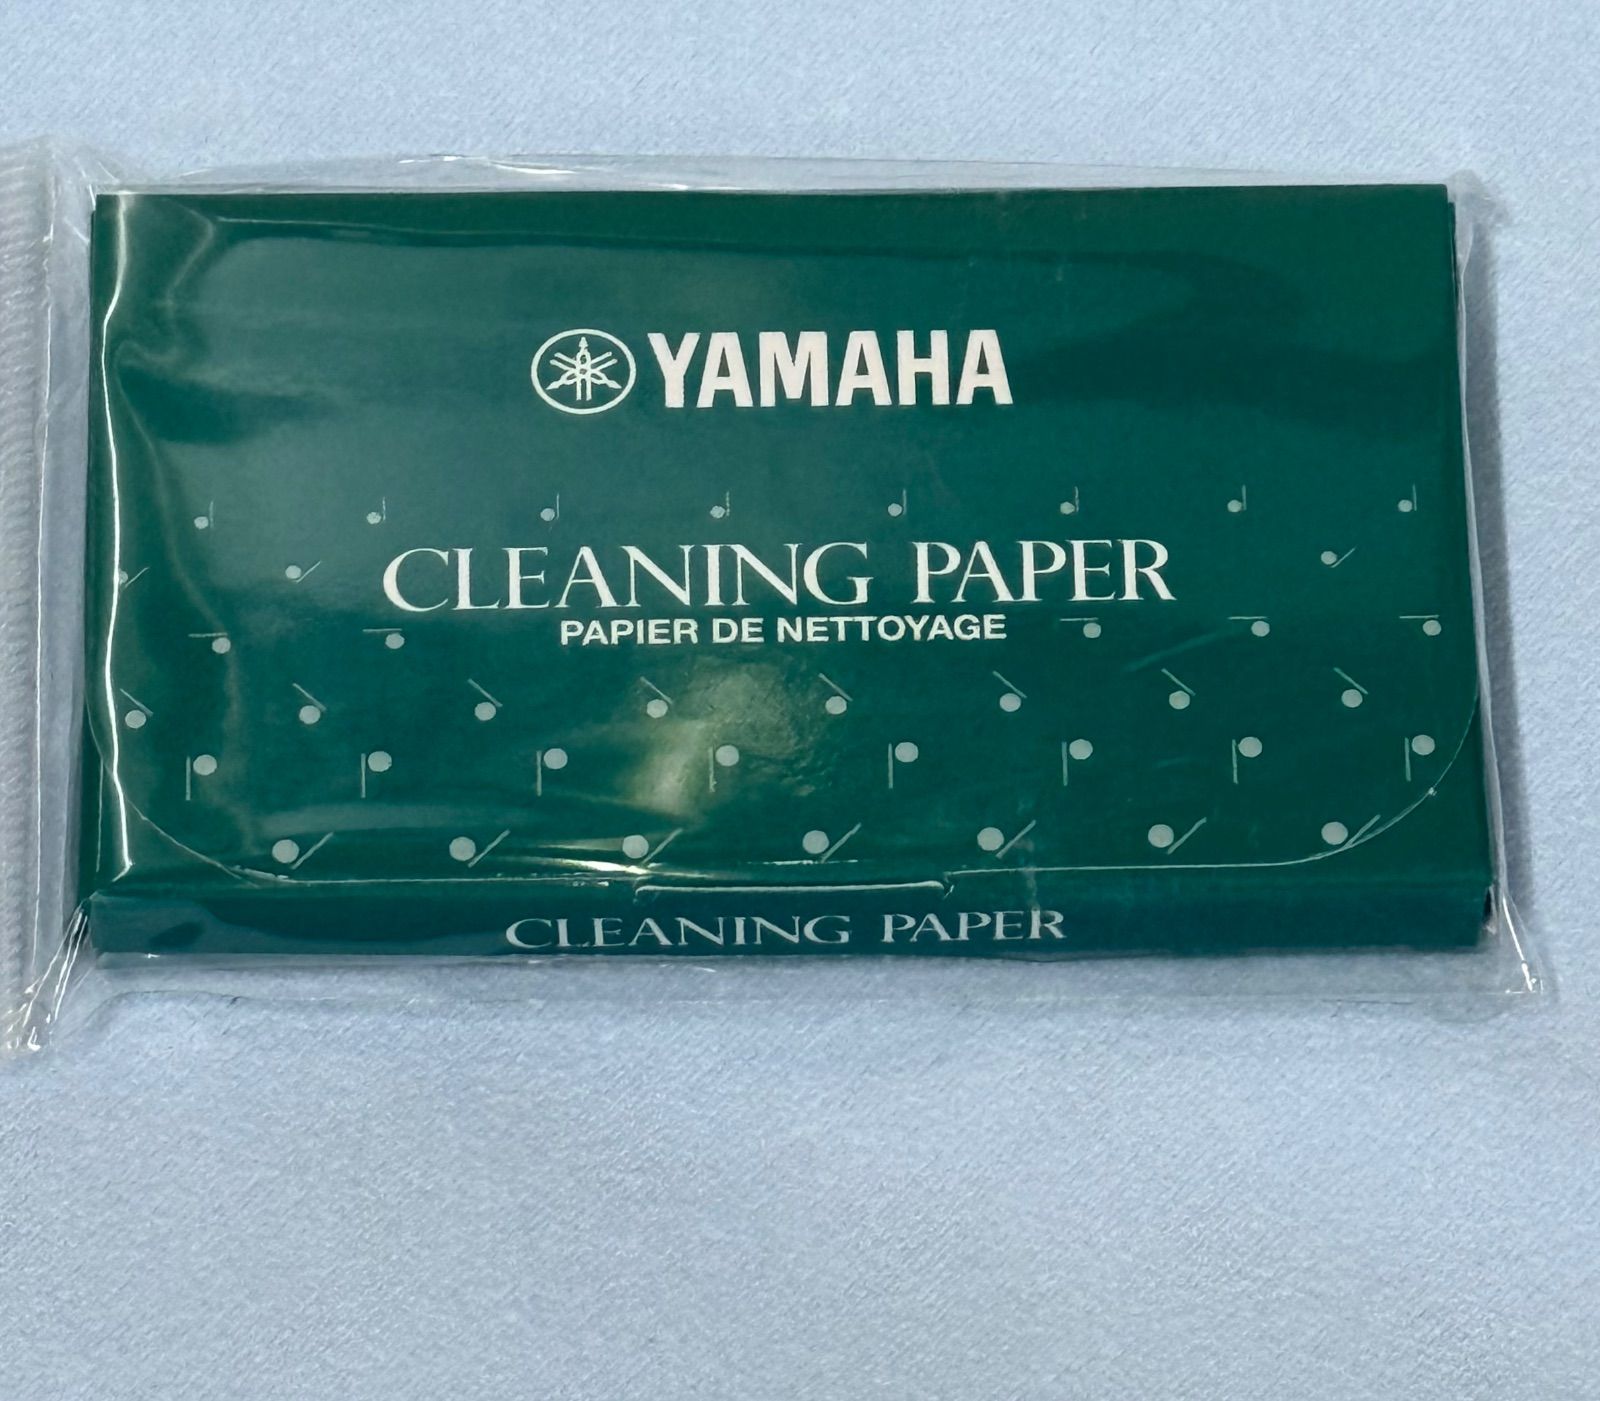 YAMAHA
CLEANING PAPER
PAPIER DE NETTOYAGE
CLEANING PAPER